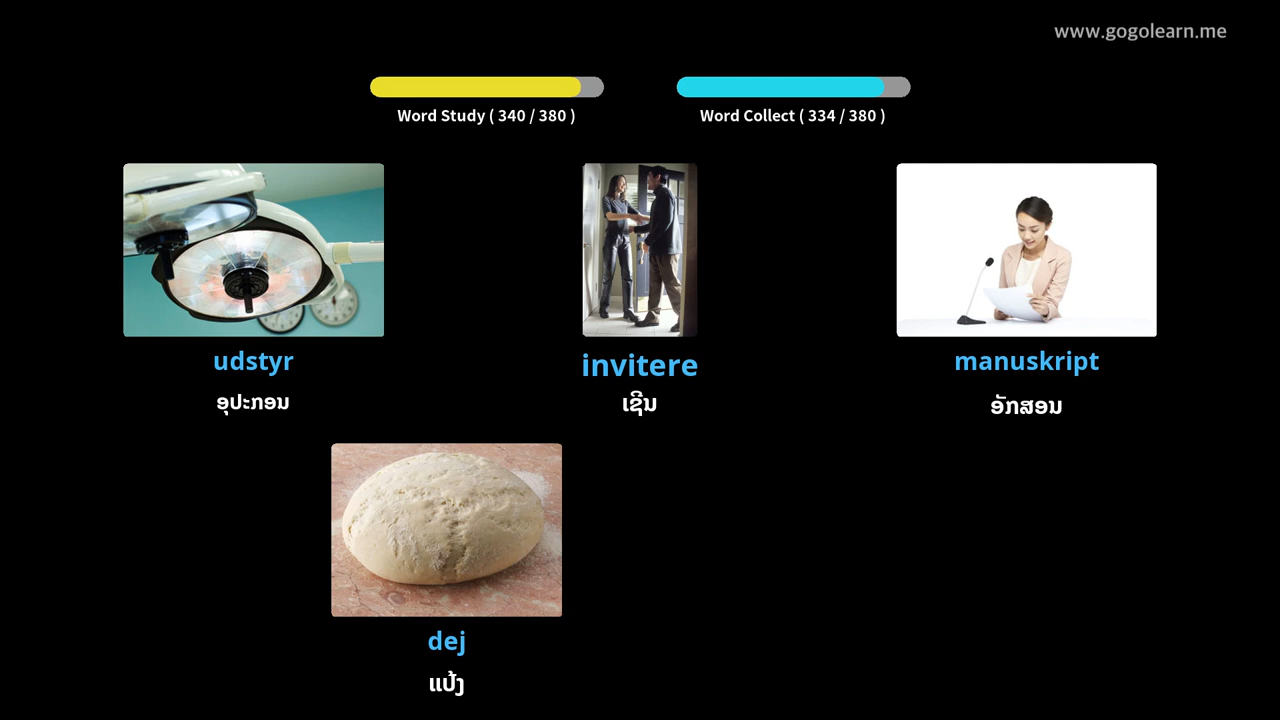 www.gogolearn.me
Word Study ( 340 / 380 )
Word Collect ( 334 / 380 )
udstyr
invitere
manuskript
ອຸປະກອນ
ເຊີນ
ອັກສອນ
dej
ແປ້ງ